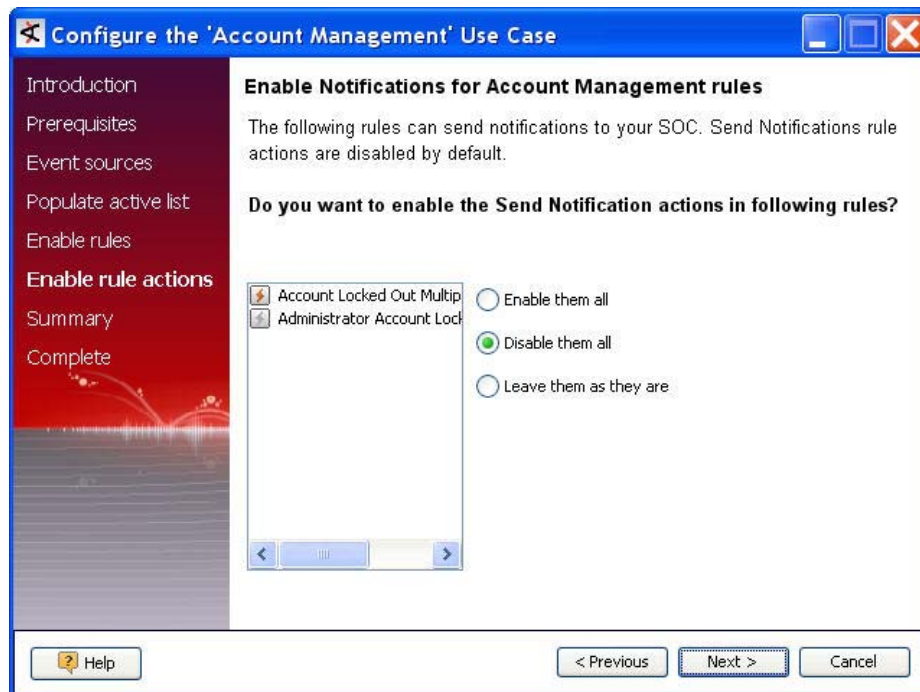 Configure the 'Account Management' Use Case
Introduction
Prerequisites
Event sources
Populate active list
Enable rules
Enable rule actions
Summary
Complete
Enable Notifications for Account Management rules
The following rules can send notifications to your SOC. Send Notifications rule
actions are disabled by default.
Do you want to enable the Send Notification actions in following rules?
Account Locked Out Multip
Administrator Account Lock
Enable them all
Disable them all
Leave them as they are
Help
< Previous
Next >
Cancel